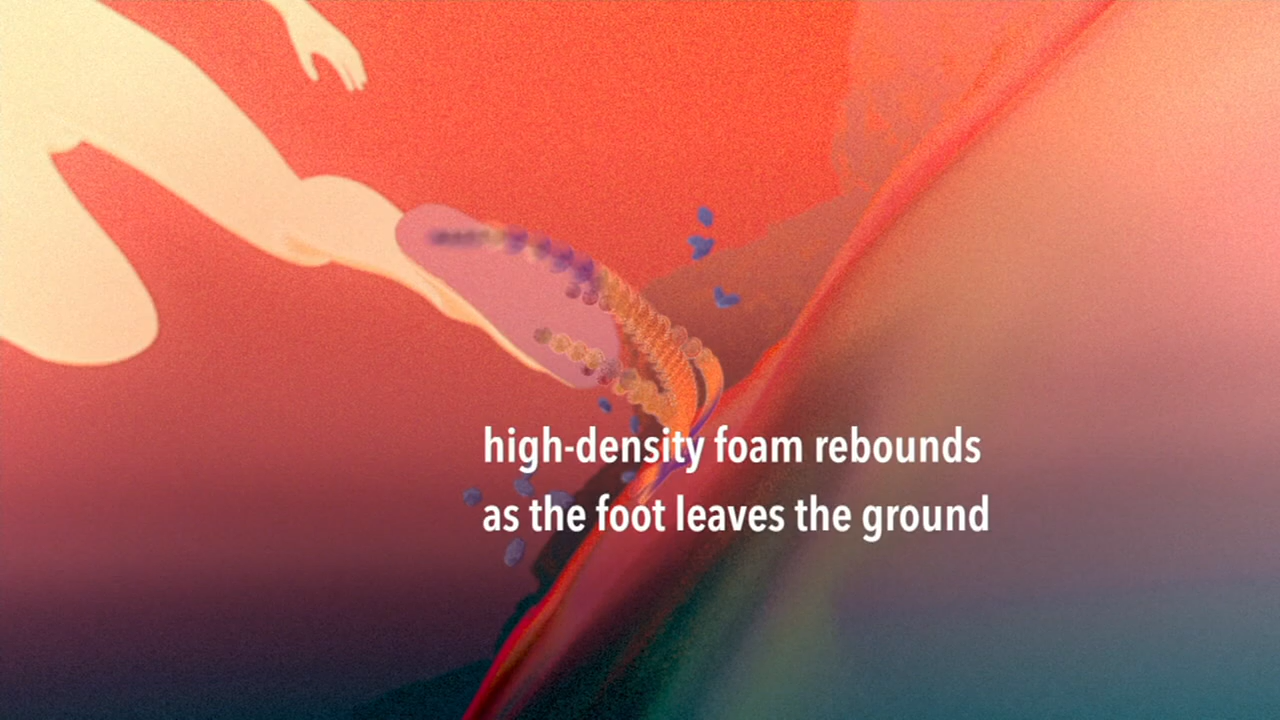 high-density foam rebounds
as the foot leaves the ground